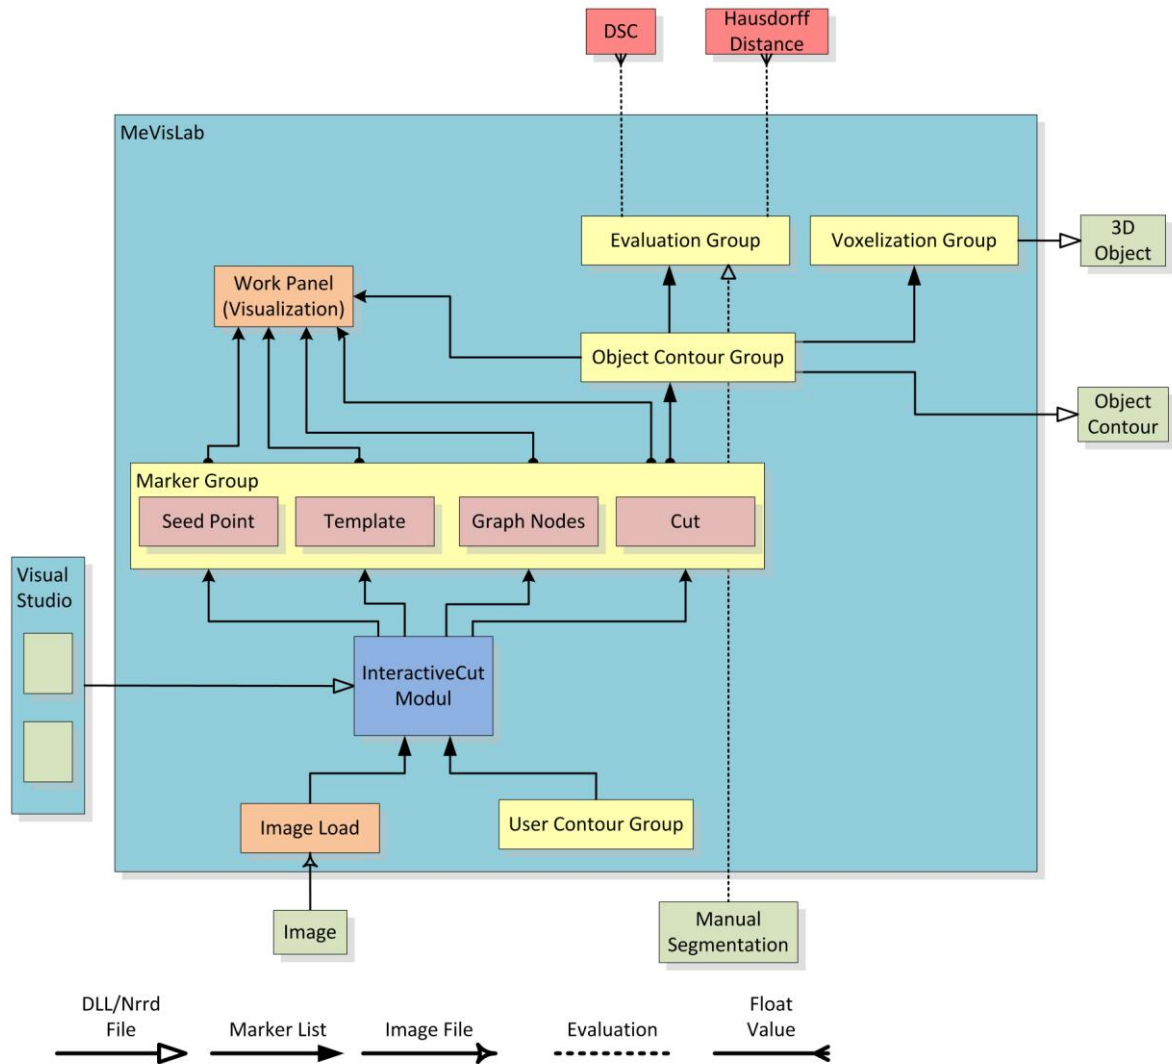 DSC
Hausdorff
Distance
MeVisLab
Evaluation Group
Voxelization Group
3D
Object
Work Panel
(Visualization)
Object Contour Group
Object
Contour
Marker Group
Seed Point
Template
Graph Nodes
Cut
Visual
Studio
InteractiveCut
Modul
Image Load
User Contour Group
Image
Manual
Segmentation
DLL/Nrrd
File
Marker List
Image File
Evaluation
Float
Value